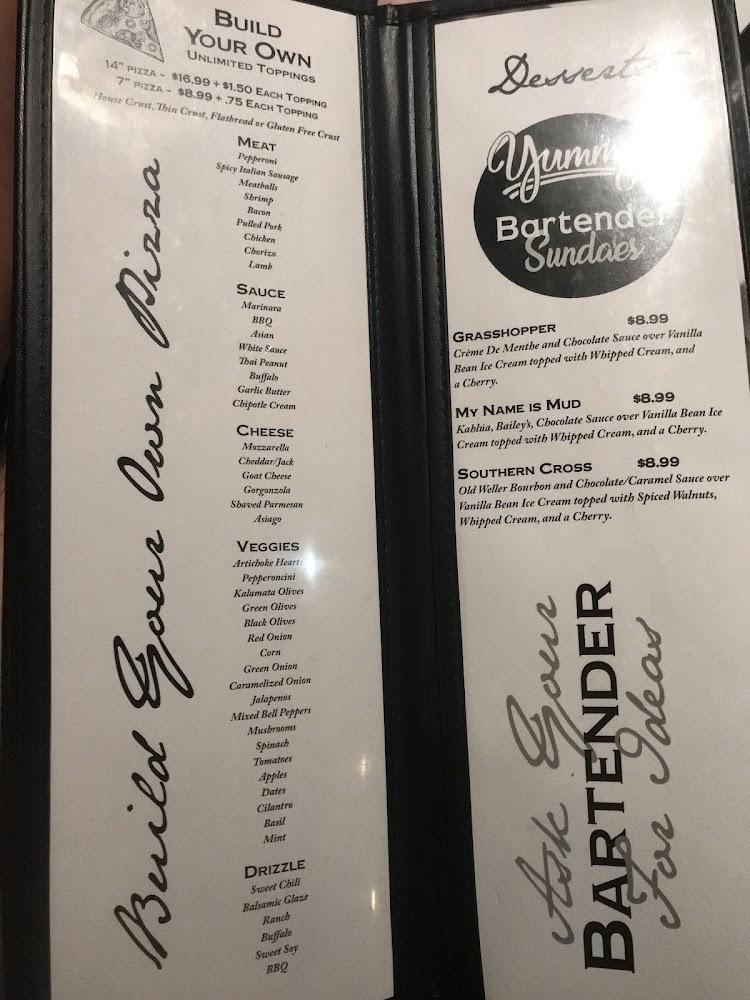 Build
Your Own
Unlimited Toppings
14" pizza - $16.99 + $1.50 Each Topping
7" pizza - $8.99 + .75 Each Topping
House Crust, Thin Crust, Flatbread or Gluten Free Crust
Build Your Own Pizza
Meat
Pepperoni
Spicy Italian Sausage
Meatballs
Shrimp
Bacon
Pulled Pork
Chicken
Chorizo
Lamb
Sauce
Marinara
BBQ
Asian
White Sauce
Thai Peanut
Buffalo
Garlic Butter
Chipotle Cream
Cheese
Mozzarella
Cheddar/Jack
Goat Cheese
Gorgonzola
Shaved Parmesan
Asiago
Veggies
Artichoke Hearts
Pepperoncini
Kalamata Olives
Green Olives
Black Olives
Red Onion
Corn
Green Onion
Caramelized Onion
Jalapenos
Mixed Bell Peppers
Mushrooms
Spinach
Tomatoes
Apples
Dates
Cilantro
Basil
Mint
Drizzle
Sweet Chili
Balsamic Glaze
Ranch
Buffalo
Sweet Soy
BBQ
Desserts
Yummy
Bartender
Sundaes
Grasshopper $8.99
Crème De Menthe and Chocolate Sauce over Vanilla
Bean Ice Cream topped with Whipped Cream, and
a Cherry.
My Name is Mud $8.99
Kahlúa, Bailey's, Chocolate Sauce over Vanilla Bean Ice
Cream topped with Whipped Cream, and a Cherry.
Southern Cross $8.99
Old Weller Bourbon and Chocolate/Caramel Sauce over
Vanilla Bean Ice Cream topped with Spiced Walnuts,
Whipped Cream, and a Cherry.
Ask Your
Bartender
For Ideas